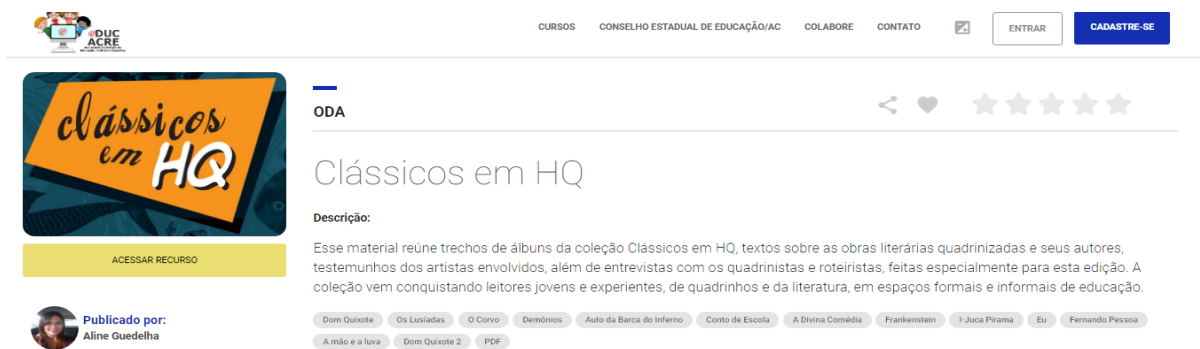 eDUC
ACRE
CURSOS
CONSELHO ESTADUAL DE EDUCAÇÃO/AC
COLABORE
CONTATO
ENTRAR
CADASTRE-SE
clássicos
em HQ
ACESSAR RECURSO
Publicado por:
Aline Guedelha
ODA
Clássicos em HQ
Descrição:
Esse material reúne trechos de álbuns da coleção Clássicos em HQ, textos sobre as obras literárias quadrinizadas e seus autores,
testemunhos dos artistas envolvidos, além de entrevistas com os quadrinistas e roteiristas, feitas especialmente para esta edição. A
coleção vem conquistando leitores jovens e experientes, de quadrinhos e da literatura, em espaços formais e informais de educação.
Dom Quixote Os Lusíadas O Corvo Demônios Auto da Barca do Inferno Conto de Escola A Divina Comédia Frankenstein I-Juca Pirama Eu Fernando Pessoa
A mão e a luva Dom Quixote 2 PDF